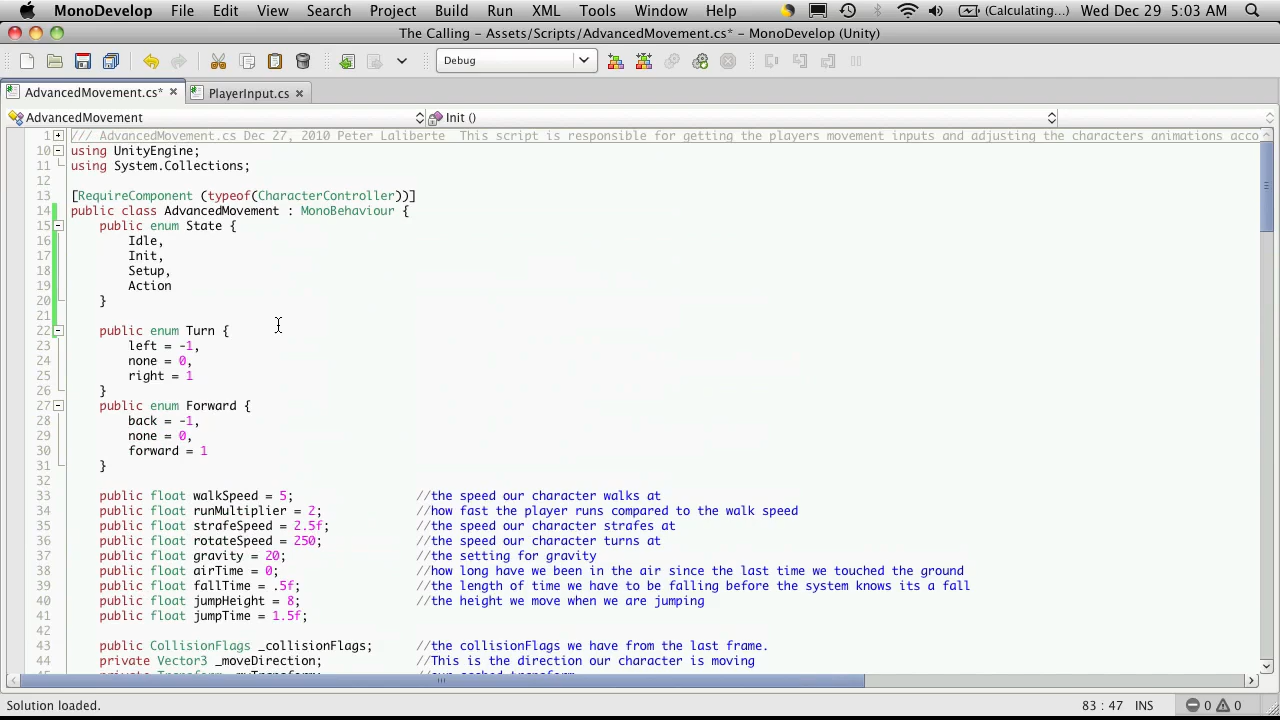 MonoDevelop File Edit View Search Project Build Run XML Tools Window Help (Calculating...) Wed Dec 29 5:03 AM
The Calling - Assets/Scripts/AdvancedMovement.cs* - MonoDevelop (Unity)
Debug
AdvancedMovement.cs* PlayerInput.cs
AdvancedMovement Init ()
1 /// AdvancedMovement.cs Dec 27, 2010 Peter Laliberte  This script is responsible for getting the players movement inputs and adjusting the characters animations acco
10 using UnityEngine;
11 using System.Collections;
12
13 [RequireComponent (typeof(CharacterController))]
14 public class AdvancedMovement : MonoBehaviour {
15 public enum State {
16 Idle,
17 Init,
18 Setup,
19 Action
20 }
21
22 public enum Turn {
23 left = -1,
24 none = 0,
25 right = 1
26 }
27 public enum Forward {
28 back = -1,
29 none = 0,
30 forward = 1
31 }
32
33 public float walkSpeed = 5; //the speed our character walks at
34 public float runMultiplier = 2; //how fast the player runs compared to the walk speed
35 public float strafeSpeed = 2.5f; //the speed our character strafes at
36 public float rotateSpeed = 250; //the speed our character turns at
37 public float gravity = 20; //the setting for gravity
38 public float airTime = 0; //how long have we been in the air since the last time we touched the ground
39 public float fallTime = .5f; //the length of time we have to be falling before the system knows its a fall
40 public float jumpHeight = 8; //the height we move when we are jumping
41 public float jumpTime = 1.5f;
42
43 public CollisionFlags _collisionFlags; //the collisionFlags we have from the last frame.
44 private Vector3 _moveDirection; //This is the direction our character is moving
45 private Transform _myTransform; //our cached transform
Solution loaded. 83 : 47 INS 0 0